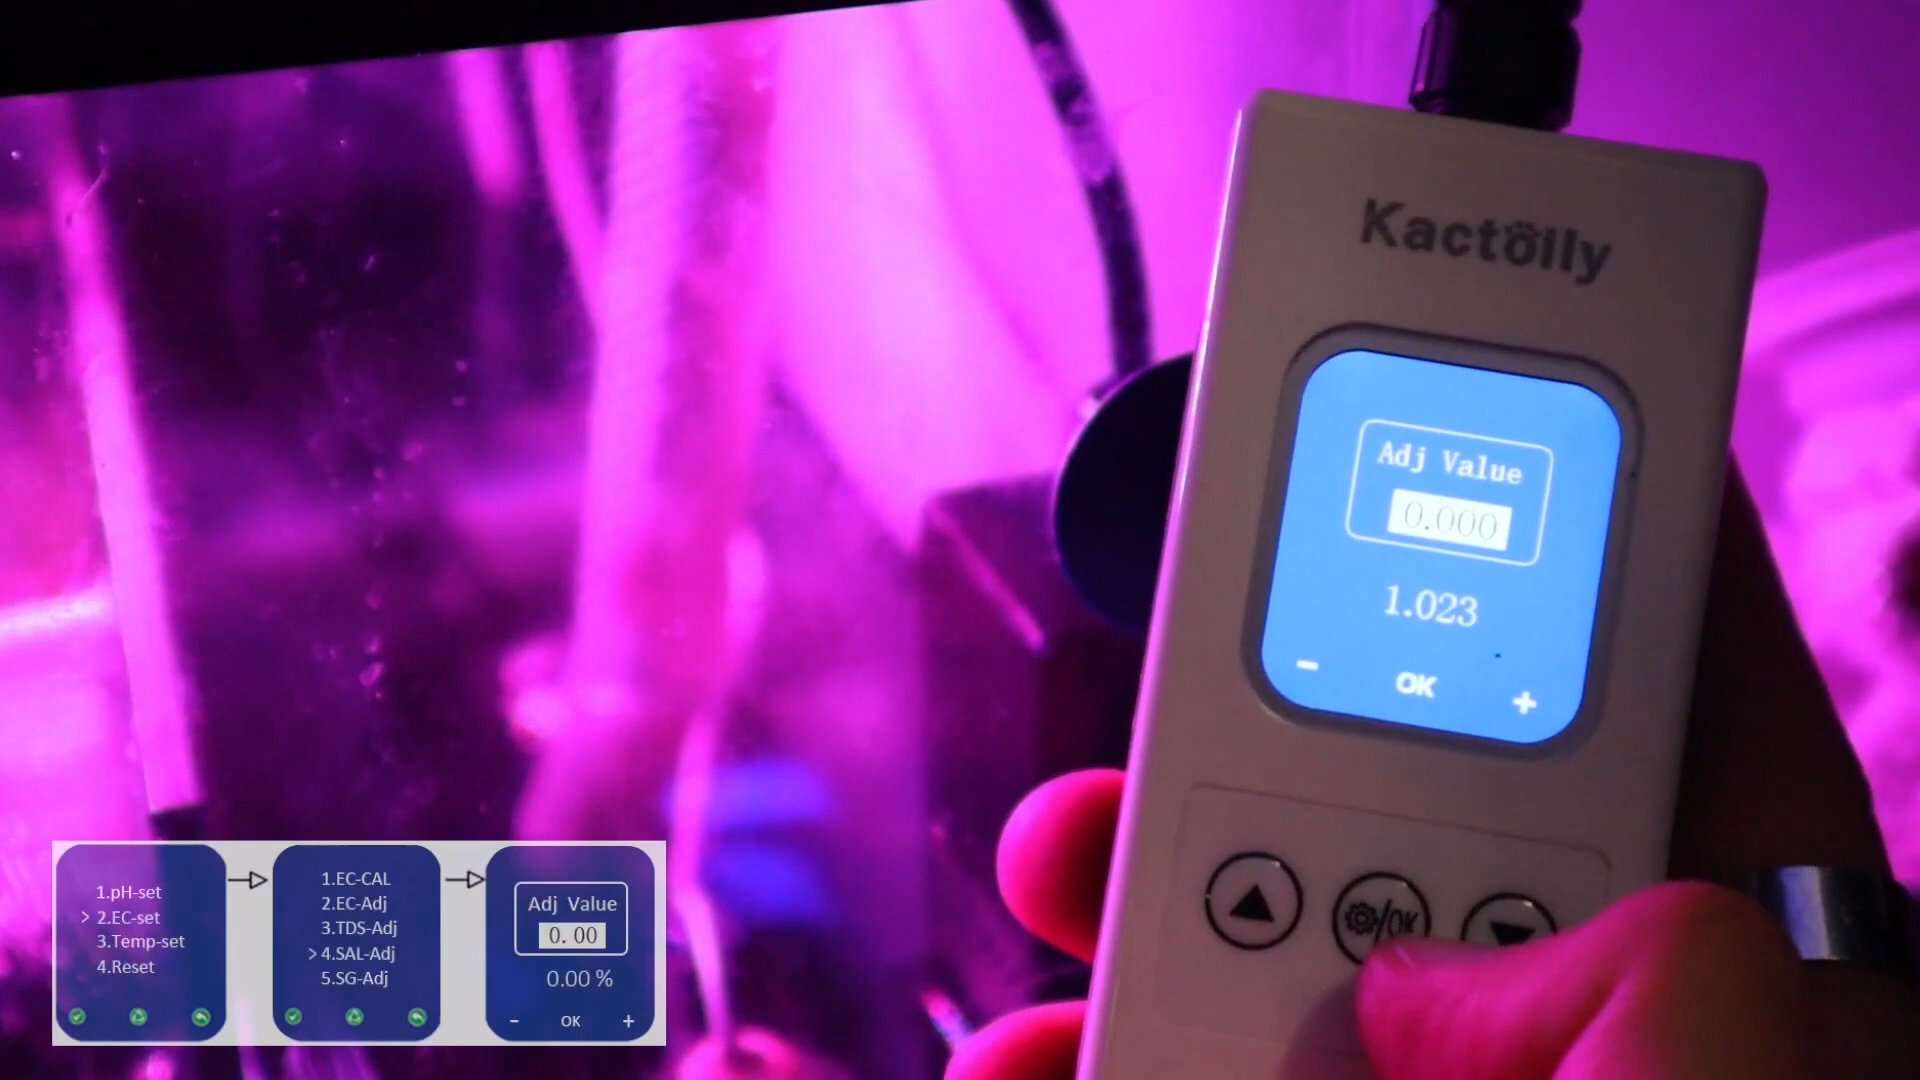 Kactolly
Adj Value
0.000
1.023
- OK +
/OK
1.pH-set
> 2.EC-set
3.Temp-set
4.Reset
1.EC-CAL
2.EC-Adj
3.TDS-Adj
> 4.SAL-Adj
5.SG-Adj
Adj Value
0.00
0.00 %
- OK +